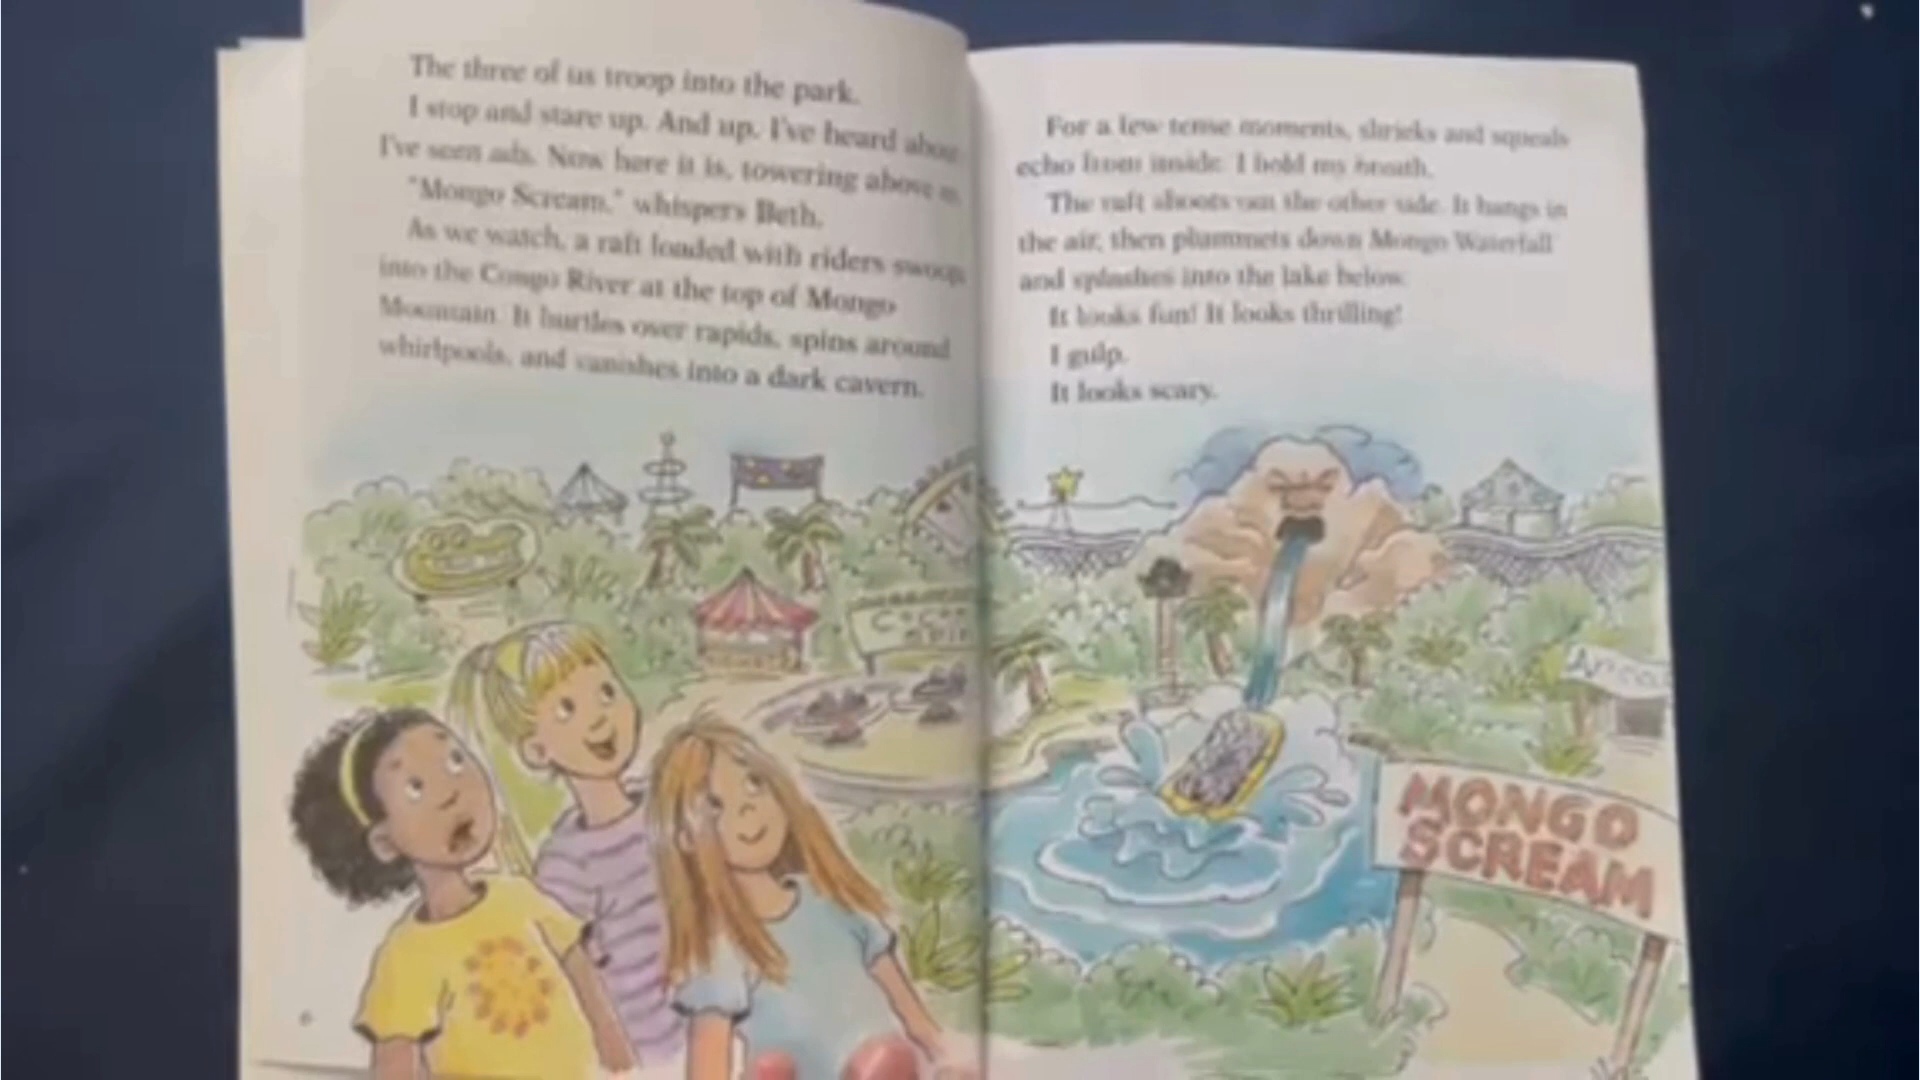 The three of us troop into the park.
I stop and stare up. And up. I've heard about
I've seen ads. Now here it is, towering above
"Mongo Scream," whispers Beth.
As we watch, a raft loaded with riders swoops
into the Congo River at the top of Mongo
Mountain. It hurtles over rapids, spins around
whirlpools, and vanishes into a dark cavern.
6
For a few tense moments, shrieks and squeals
echo from inside. I hold my breath.
The raft shoots out the other side. It hangs in
the air, then plummets down Mongo Waterfall
and splashes into the lake below.
It looks fun! It looks thrilling!
I gulp.
It looks scary.
MONGO
SCREAM